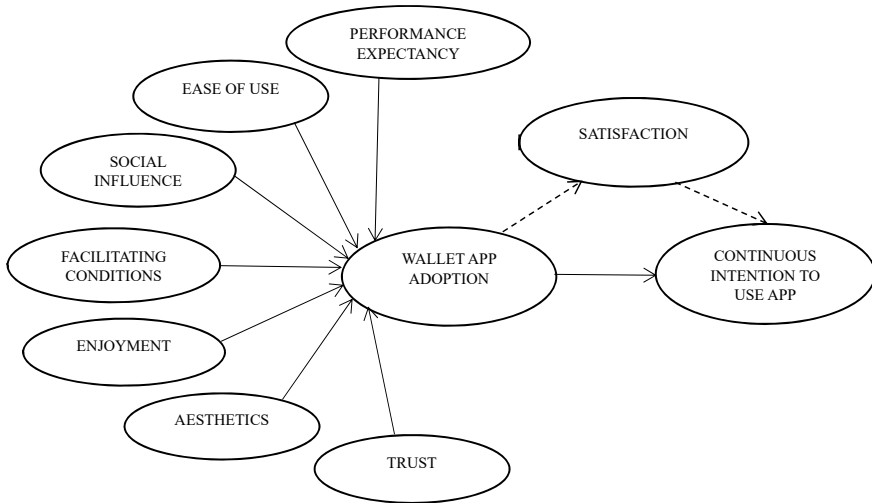 PERFORMANCE
EXPECTANCY
EASE OF USE
SOCIAL
INFLUENCE
FACILITATING
CONDITIONS
ENJOYMENT
AESTHETICS
TRUST
WALLET APP
ADOPTION
SATISFACTION
CONTINUOUS
INTENTION TO
USE APP